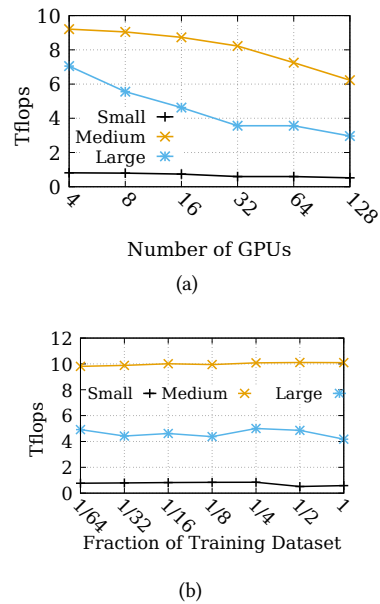 10
8
6
4
2
0
Tflops
Small
Medium
Large
4 8 16 32 64 128
Number of GPUs
(a)
12
10
8
6
4
2
0
Tflops
Small Medium Large
1/64 1/32 1/16 1/8 1/4 1/2 1
Fraction of Training Dataset
(b)